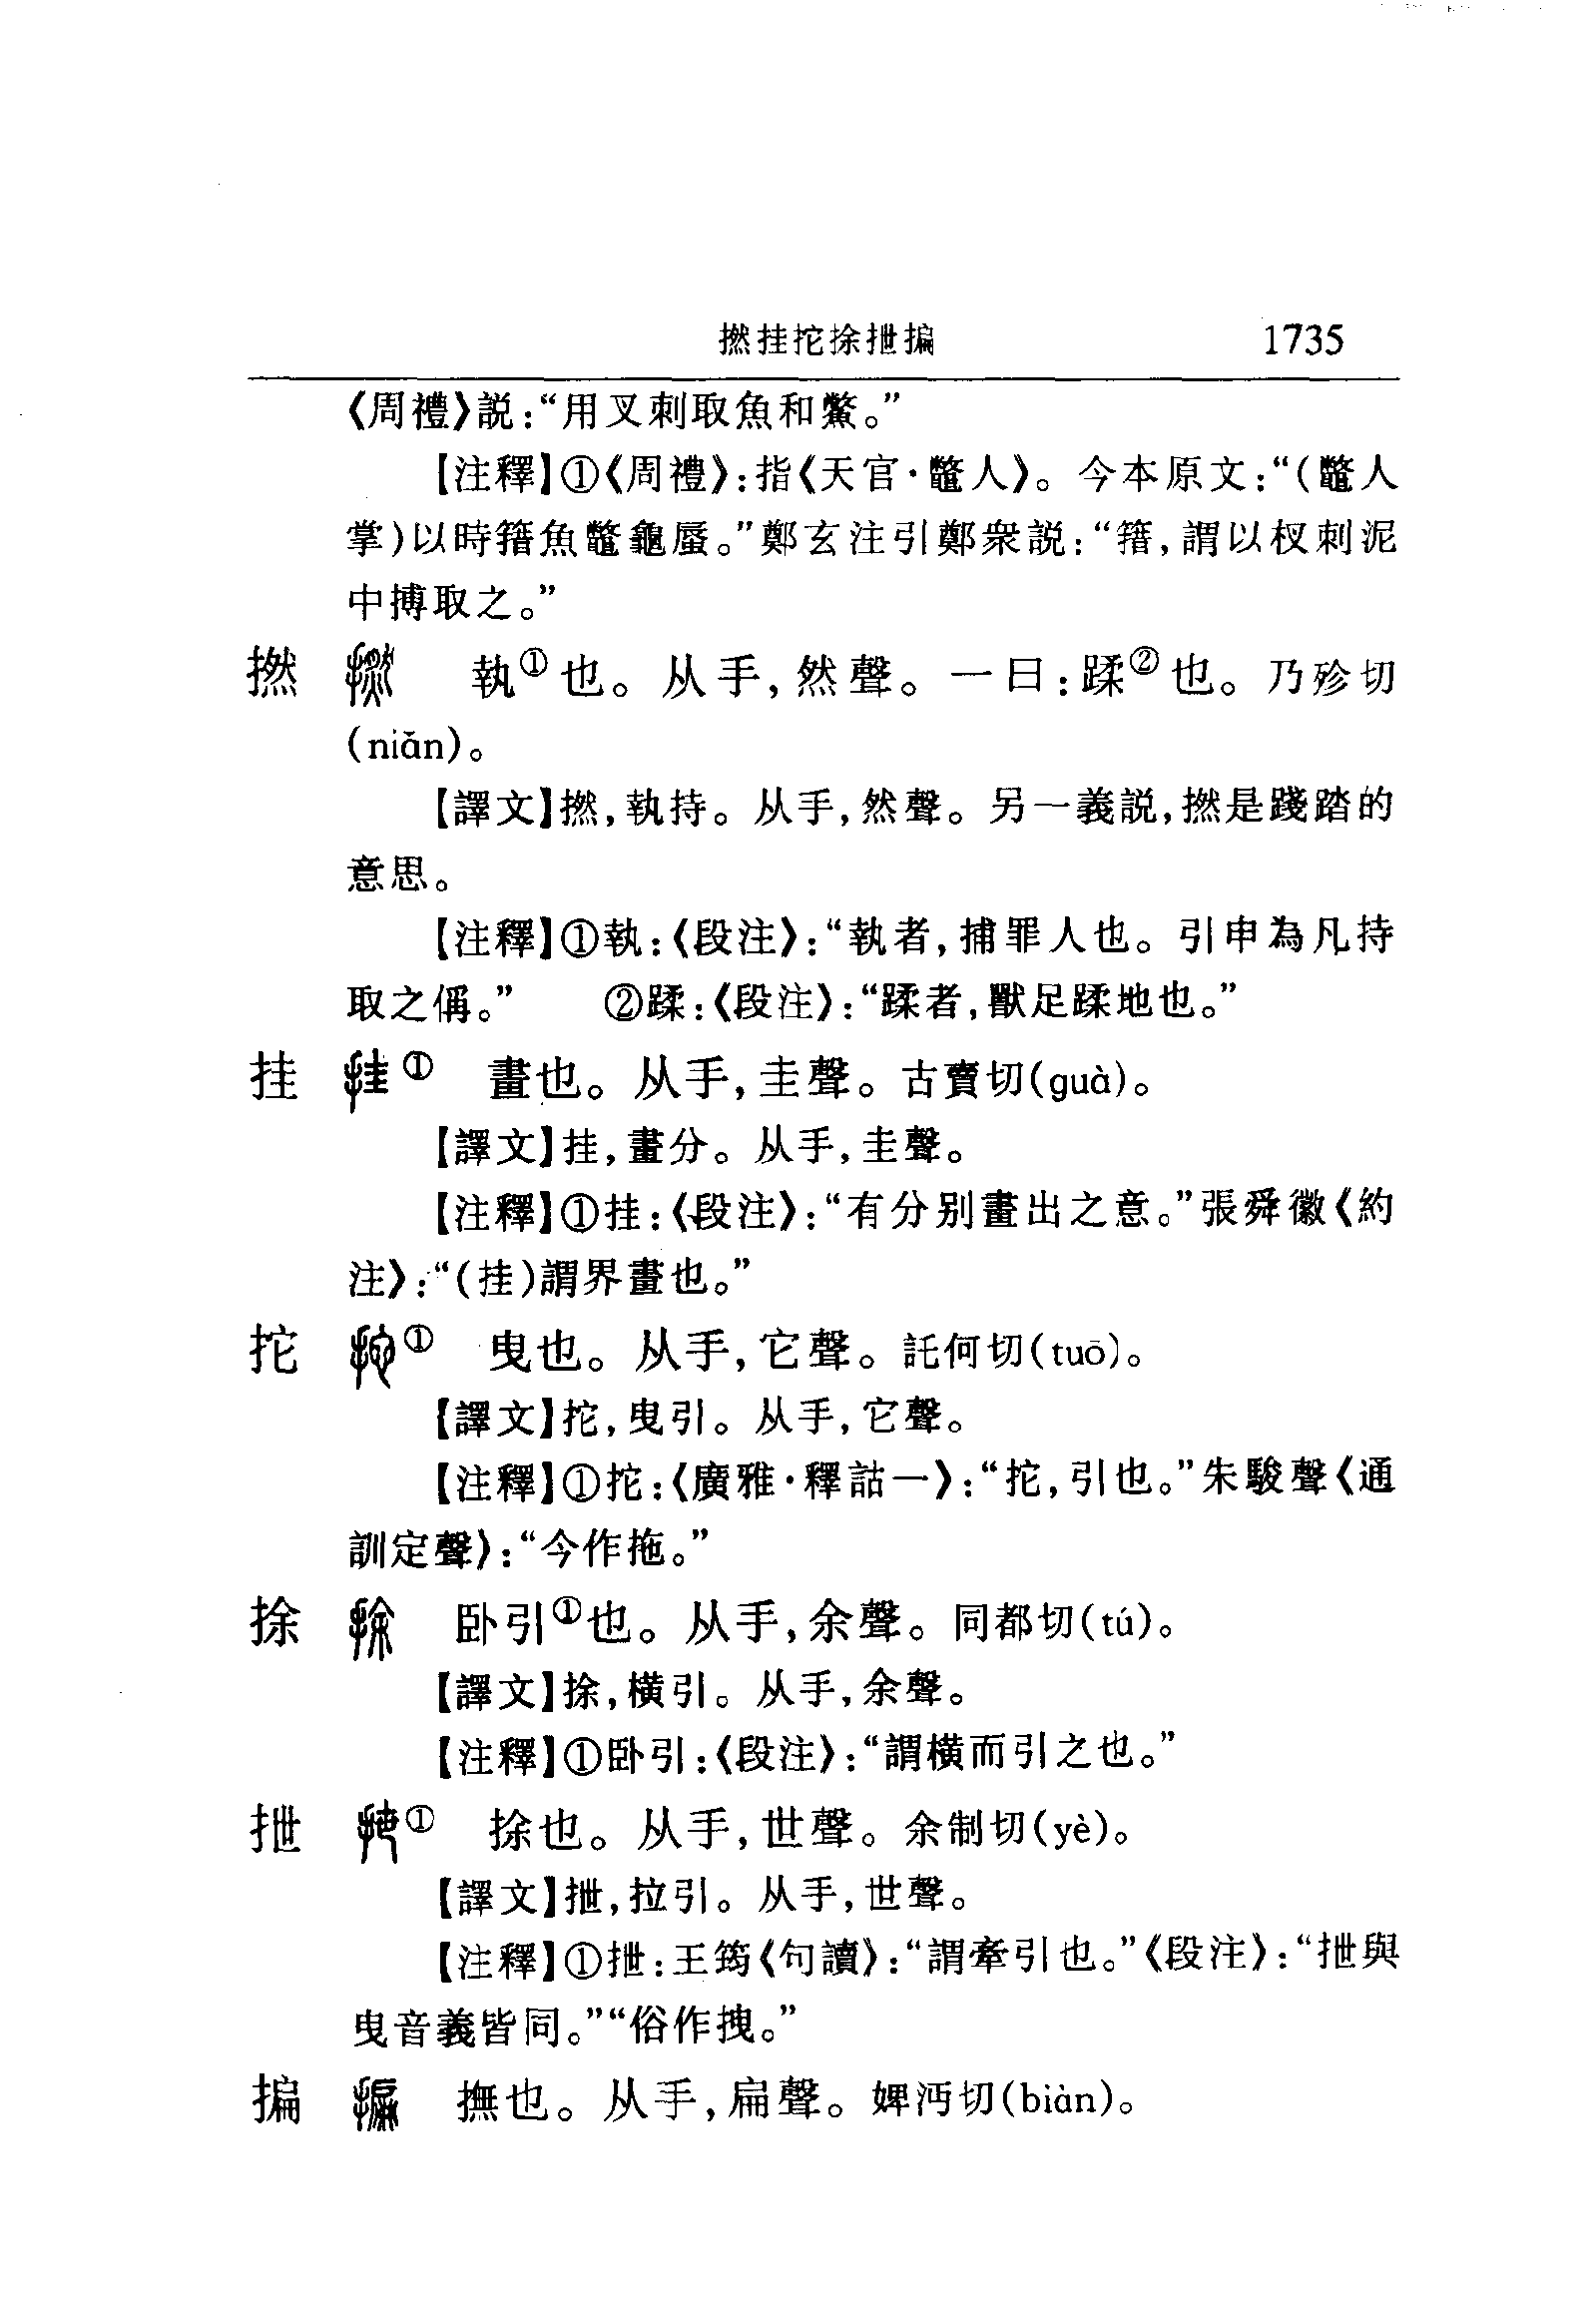 撚挂拕捈抴揙 1735
《周禮》説：“用叉刺取魚和鱉。”
【注釋】①《周禮》：指《天官·鼈人》。今本原文：“（鼈人
掌）以時籍魚鼈龜蜃。”鄭玄注引鄭衆説：“籍，謂以杈刺泥
中搏取之。”
撚 執①也。从手，然聲。一曰：蹂②也。乃殄切
（niǎn）。
【譯文】撚，執持。从手，然聲。另一義説，撚是踐踏的
意思。
【注釋】①執：《段注》：“執者，捕罪人也。引申為凡持
取之偁。” ②蹂：《段注》：“蹂者，獸足蹂地也。”
挂 ① 畫也。从手，圭聲。古賣切（guà）。
【譯文】挂，畫分。从手，圭聲。
【注釋】①挂：《段注》：“有分别畫出之意。”張舜徽《約
注》：“（挂）謂界畫也。”
拕 ① 曳也。从手，它聲。託何切（tuō）。
【譯文】拕，曳引。从手，它聲。
【注釋】①拕：《廣雅·釋詁一》：“拕，引也。”朱駿聲《通
訓定聲》：“今作拖。”
捈 卧引①也。从手，余聲。同都切（tú）。
【譯文】捈，橫引。从手，余聲。
【注釋】①卧引：《段注》：“謂橫而引之也。”
抴 ① 捈也。从手，世聲。余制切（yè）。
【譯文】抴，拉引。从手，世聲。
【注釋】①抴：王筠《句讀》：“謂牽引也。”《段注》：“抴與
曳音義皆同。”“俗作拽。”
揙 撫也。从手，扁聲。婢沔切（biàn）。